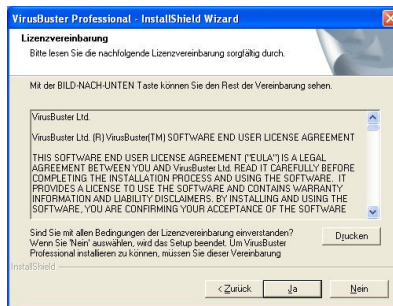 VirusBuster Professional - InstallShield Wizard
Lizenzvereinbarung
Bitte lesen Sie die nachfolgende Lizenzvereinbarung sorgfältig durch.
Mit der BILD-NACH-UNTEN Taste können Sie den Rest der Vereinbarung sehen.
VirusBuster Ltd.
VirusBuster Ltd. (R) VirusBuster(TM) SOFTWARE END USER LICENSE AGREEMENT
THIS SOFTWARE END USER LICENSE AGREEMENT ("EULA") IS A LEGAL
AGREEMENT BETWEEN YOU AND VirusBuster Ltd. READ IT CAREFULLY BEFORE
COMPLETING THE INSTALLATION PROCESS AND USING THE SOFTWARE. IT
PROVIDES A LICENSE TO USE THE SOFTWARE AND CONTAINS WARRANTY
INFORMATION AND LIABILITY DISCLAIMERS. BY INSTALLING AND USING THE
SOFTWARE, YOU ARE CONFIRMING YOUR ACCEPTANCE OF THE SOFTWARE
Sind Sie mit allen Bedingungen der Lizenzvereinbarung einverstanden?
Wenn Sie 'Nein' auswählen, wird das Setup beendet. Um VirusBuster
Professional installieren zu können, müssen Sie dieser Vereinbarung
Drucken
InstallShield
< Zurück
Ja
Nein